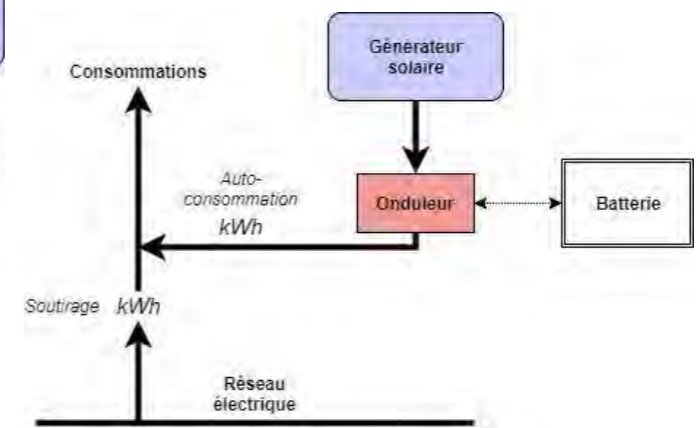 Générateur
solaire
Consommations
Auto-
consommation
kWh
Onduleur
Batterie
Soutirage kWh
Réseau
électrique